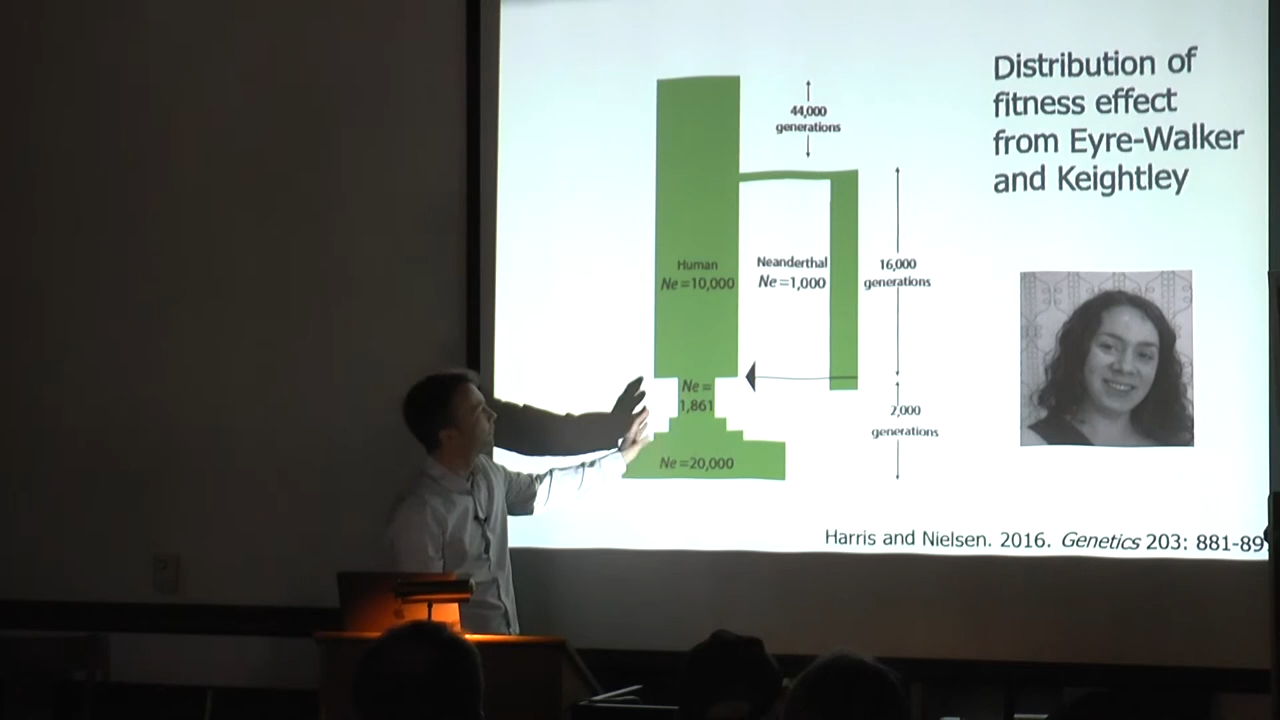 Distribution of
fitness effect
from Eyre-Walker
and Keightley
44,000
generations
Human
Ne=10,000
Neanderthal
Ne=1,000
16,000
generations
Ne=
1,861
2,000
generations
Ne=20,000
Harris and Nielsen. 2016. Genetics 203: 881-89